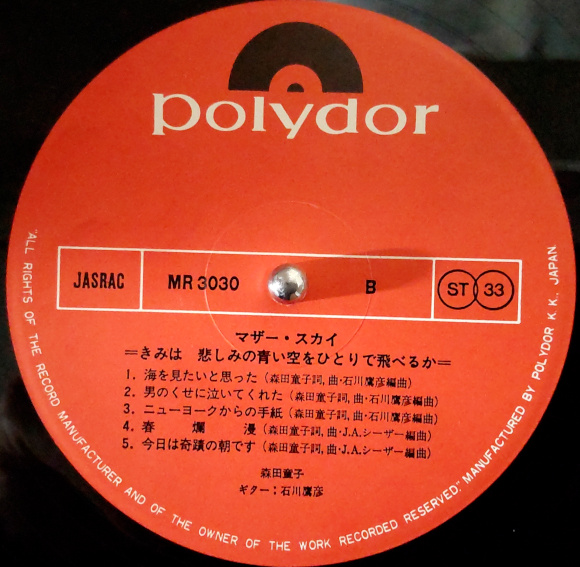 polydor
JASRAC MR 3030 B ST 33
マザー・スカイ
=きみは 悲しみの青い空をひとりで飛べるか=
1. 海を見たいと思った (森田童子詞, 曲・石川鷹彦編曲)
2. 男のくせに泣いてくれた (森田童子詞, 曲・石川鷹彦編曲)
3. ニューヨークからの手紙 (森田童子詞, 曲・石川鷹彦編曲)
4. 春爛漫 (森田童子詞, 曲・J.A.シーザー編曲)
5. 今日は奇蹟の朝です (森田童子詞, 曲・J.A.シーザー編曲)
森田童子
ギター：石川鷹彦
"ALL RIGHTS OF THE RECORD MANUFACTURER AND OF THE OWNER OF THE WORK RECORDED RESERVED." MANUFACTURED BY POLYDOR K.K., JAPAN